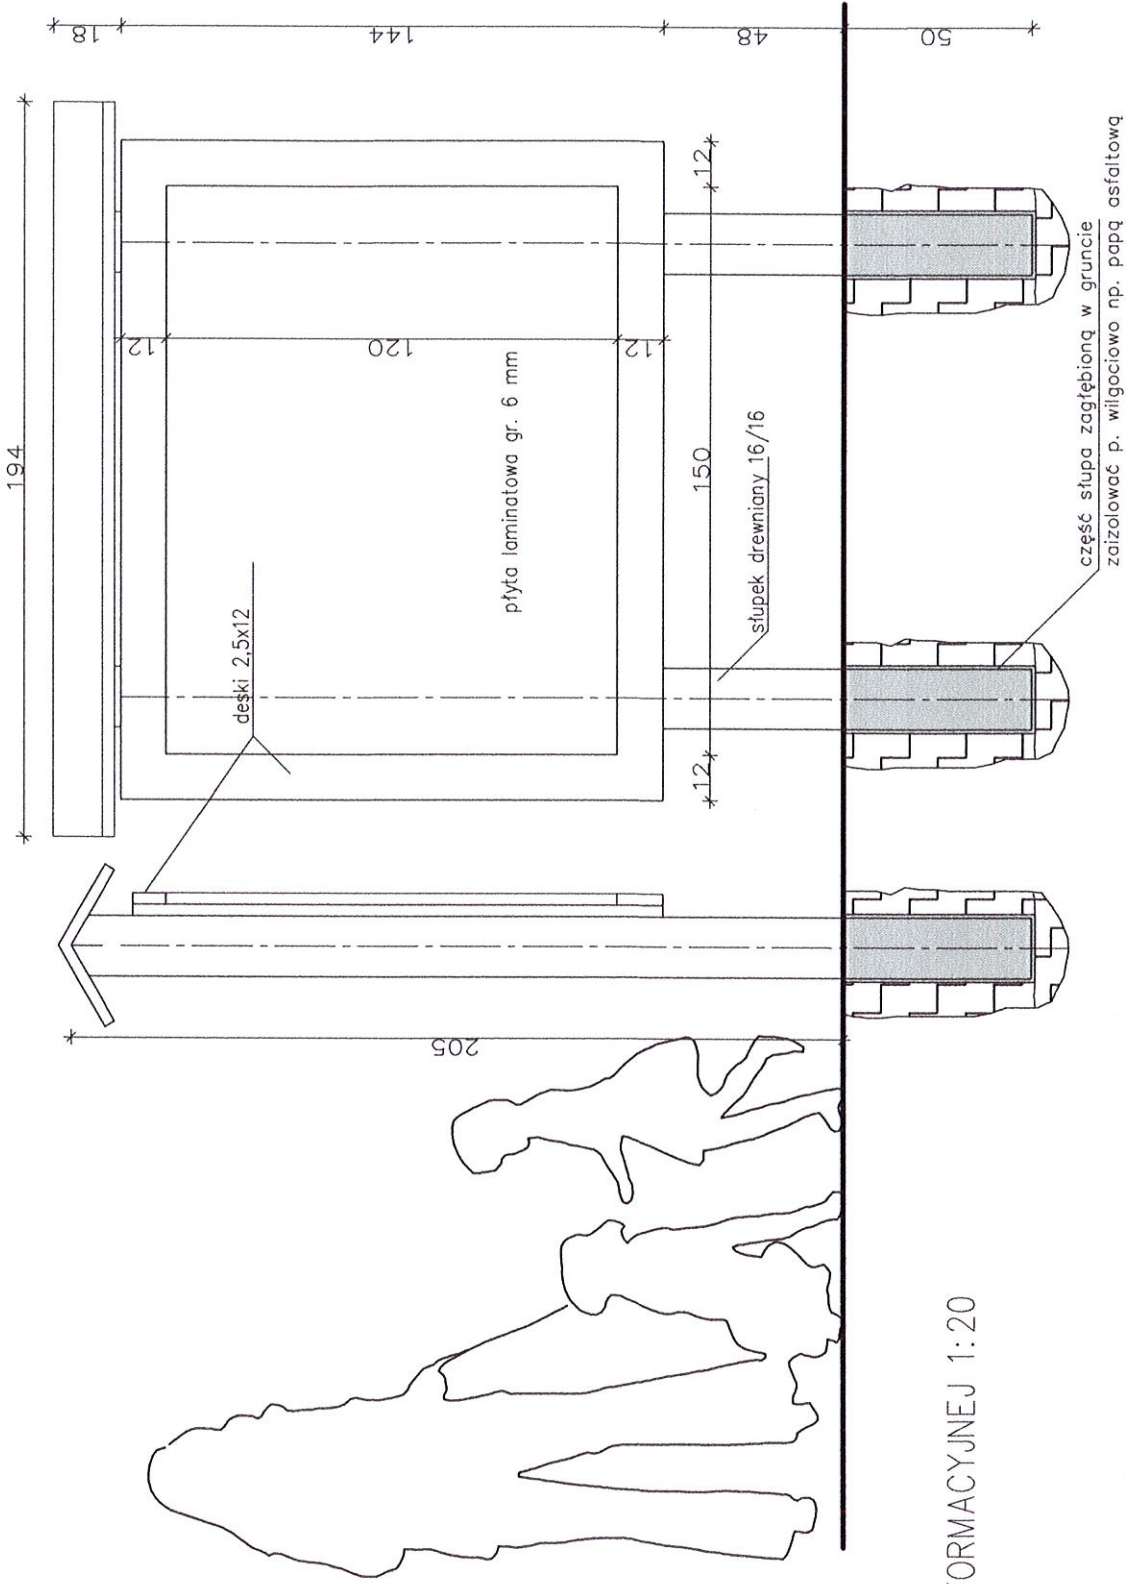 194
18
144
48
50
12
120
12
12
150
12
205
deski 2,5x12
płyta laminatowa gr. 6 mm
słupek drewniany 16/16
część słupa zagłębioną w gruncie
zaizolować p. wilgociowo np. papą asfaltową
FORMACYJNEJ 1:20